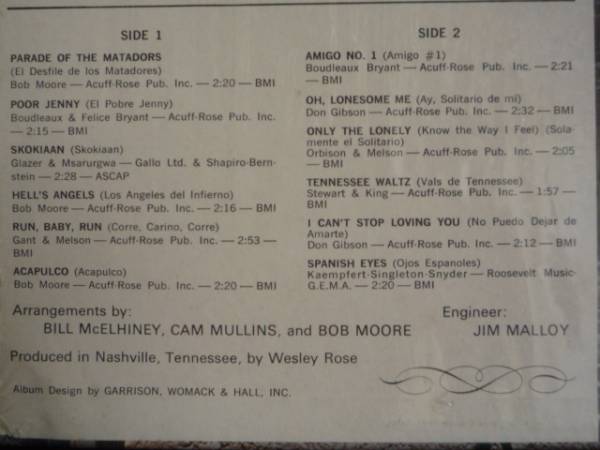 SIDE 1
PARADE OF THE MATADORS
(El Desfile de los Matadores)
Bob Moore — Acuff-Rose Pub. Inc. — 2:20 — BMI
POOR JENNY (El Pobre Jenny)
Boudleaux & Felice Bryant — Acuff-Rose Pub. Inc.
— 2:15 — BMI
SKOKIAAN (Skokiaan)
Glazer & Msarurgwa — Gallo Ltd. & Shapiro-Bern-
stein — 2:28 — ASCAP
HELL'S ANGELS (Los Angeles del Infierno)
Bob Moore — Acuff-Rose Pub. Inc. — 2:16 — BMI
RUN, BABY, RUN (Corre, Carino, Corre)
Gant & Melson — Acuff-Rose Pub. Inc. — 2:53 —
BMI
ACAPULCO (Acapulco)
Bob Moore — Acuff-Rose Pub. Inc. — 2:20 — BMI
SIDE 2
AMIGO NO. 1 (Amigo #1)
Boudleaux Bryant — Acuff-Rose Pub. Inc. — 2:21
— BMI
OH, LONESOME ME (Ay, Solitario de mi)
Don Gibson — Acuff-Rose Pub. Inc. — 2:32 — BMI
ONLY THE LONELY (Know the Way I Feel) (Sola-
mente el Solitario)
Orbison & Melson — Acuff-Rose Pub. Inc. — 2:05
— BMI
TENNESSEE WALTZ (Vals de Tennessee)
Stewart & King — Acuff-Rose Pub. Inc. — 1:57 —
BMI
I CAN'T STOP LOVING YOU (No Puedo Dejar de
Amarte)
Don Gibson — Acuff-Rose Pub. Inc. — 2:12 — BMI
SPANISH EYES (Ojos Espanoles)
Kaempfert-Singleton-Snyder — Roosevelt Music-
G.E.M.A. — 2:20 — BMI
Arrangements by:
BILL McELHINEY, CAM MULLINS, and BOB MOORE
Engineer:
JIM MALLOY
Produced in Nashville, Tennessee, by Wesley Rose
Album Design by GARRISON, WOMACK & HALL, INC.